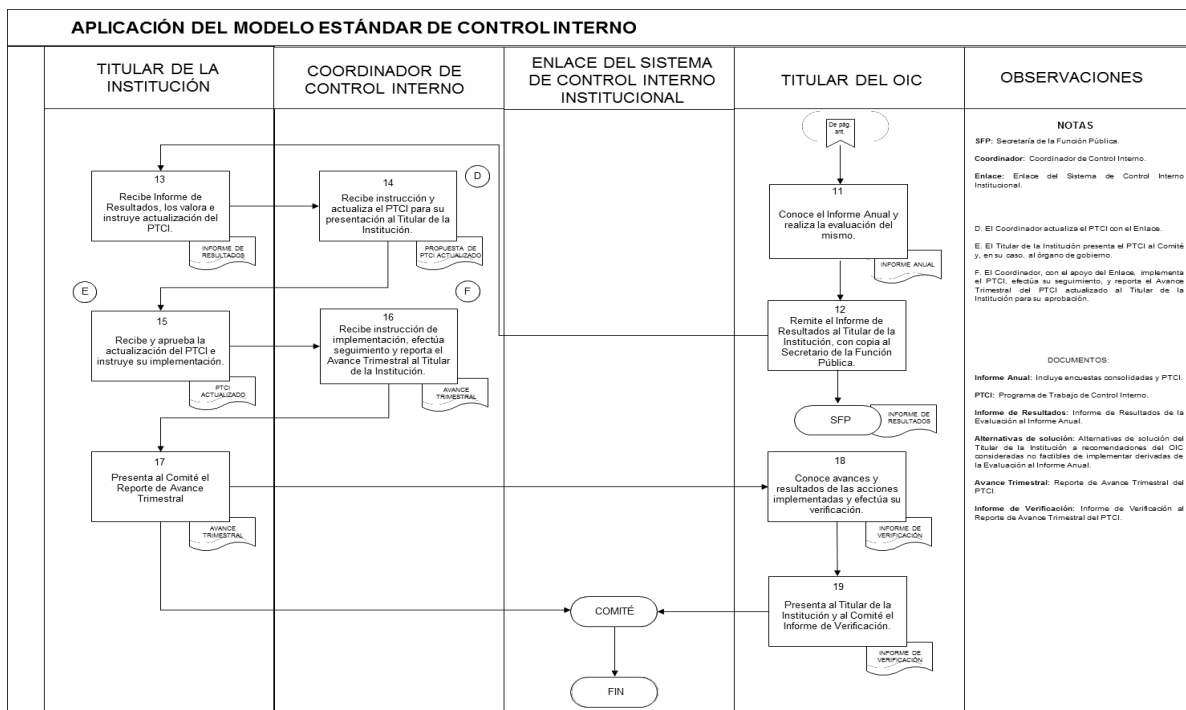 APLICACIÓN DEL MODELO ESTÁNDAR DE CONTROL INTERNO
TITULAR DE LA
INSTITUCIÓN
COORDINADOR DE
CONTROL INTERNO
ENLACE DEL SISTEMA
DE CONTROL INTERNO
INSTITUCIONAL
TITULAR DEL OIC
OBSERVACIONES
De pág.
ant.
11
Conoce el Informe Anual y
realiza la evaluación del
mismo.
INFORME ANUAL
12
Remite el Informe de
Resultados al Titular de la
Institución, con copia al
Secretario de la Función
Pública.
SFP
INFORME DE
RESULTADOS
13
Recibe Informe de
Resultados, los valora e
instruye actualización del
PTCI.
INFORME DE
RESULTADOS
D
14
Recibe instrucción y
actualiza el PTCI para su
presentación al Titular de la
Institución.
PROPUESTA DE
PTCI ACTUALIZADO
E
15
Recibe y aprueba la
actualización del PTCI e
instruye su implementación.
PTCI
ACTUALIZADO
F
16
Recibe instrucción de
implementación, efectúa
seguimiento y reporta el
Avance Trimestral al Titular
de la Institución.
AVANCE
TRIMESTRAL
17
Presenta al Comité el
Reporte de Avance
Trimestral
AVANCE
TRIMESTRAL
18
Conoce avances y
resultados de las acciones
implementadas y efectúa su
verificación.
INFORME DE
VERIFICACIÓN
19
Presenta al Titular de la
Institución y al Comité el
Informe de Verificación.
INFORME DE
VERIFICACIÓN
COMITÉ
FIN
NOTAS
SFP: Secretaría de la Función Pública.
Coordinador: Coordinador de Control Interno.
Enlace: Enlace del Sistema de Control Interno
Institucional.
D. El Coordinador actualiza el PTCI con el Enlace.
E. El Titular de la Institución presenta el PTCI al Comité
y, en su caso, al órgano de gobierno.
F. El Coordinador, con el apoyo del Enlace, implementa
el PTCI, efectúa su seguimiento, y reporta el Avance
Trimestral del PTCI actualizado al Titular de la
Institución para su aprobación.
DOCUMENTOS:
Informe Anual: Incluye encuestas consolidadas y PTCI.
PTCI: Programa de Trabajo de Control Interno.
Informe de Resultados: Informe de Resultados de la
Evaluación al Informe Anual.
Alternativas de solución: Alternativas de solución del
Titular de la Institución a recomendaciones del OIC
consideradas no factibles de implementar derivadas de
la Evaluación al Informe Anual.
Avance Trimestral: Reporte de Avance Trimestral del
PTCI.
Informe de Verificación: Informe de Verificación al
Reporte de Avance Trimestral del PTCI.